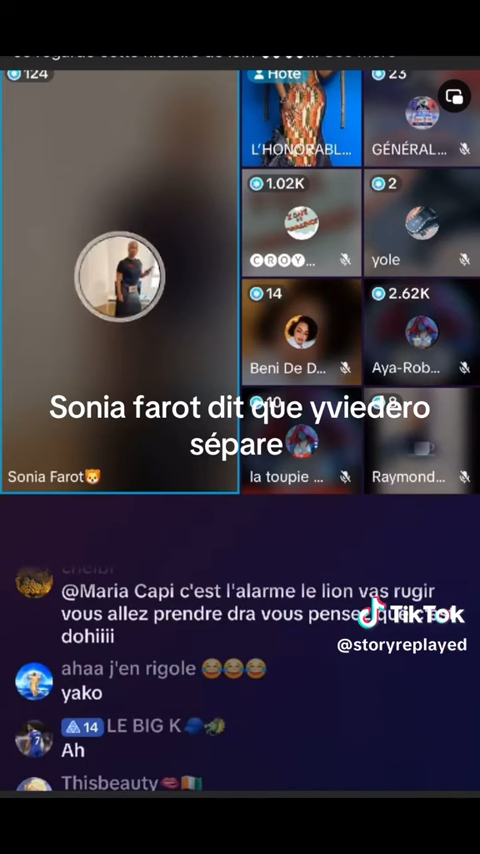 124
Hôte
23
L'HONORABL...
GÉNÉRAL...
1.02K
2
ⒸⓇⓄⓎ...
yole
14
2.62K
Beni De D...
Aya-Rob...
Sonia farot dit que yviedero
sépare
Sonia Farot🐯
la toupie ...
Raymond...
@Maria Capi c'est l'alarme le lion vas rugir
vous allez prendre dra vous pensez
dohiiii
TikTok
@storyreplayed
ahaa j'en rigole 😂😂😂
yako
14 LE BIG K🧢🐲
Ah
Thisbeauty💋🇨🇮